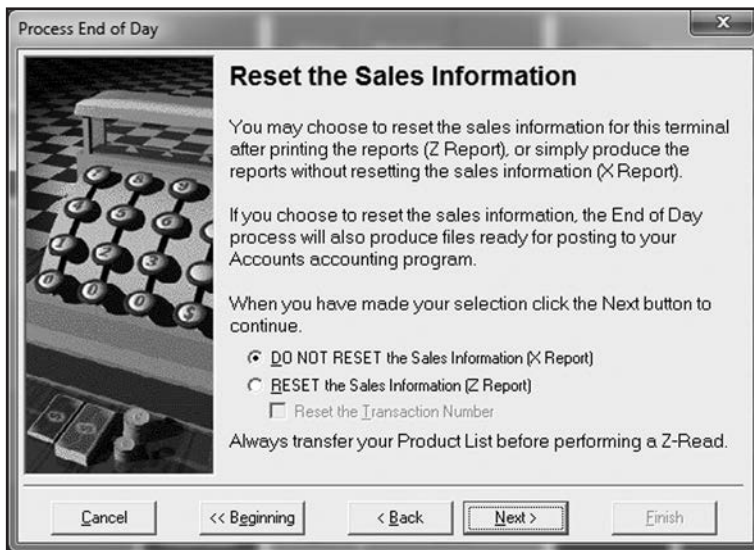 Process End of Day
x
Reset the Sales Information
You may choose to reset the sales information for this terminal
after printing the reports (Z Report), or simply produce the
reports without resetting the sales information (X Report).
If you choose to reset the sales information, the End of Day
process will also produce files ready for posting to your
Accounts accounting program.
When you have made your selection click the Next button to
continue.
DO NOT RESET the Sales Information (X Report)
RESET the Sales Information (Z Report)
Reset the Transaction Number
Always transfer your Product List before performing a Z-Read.
Cancel
<< Beginning
< Back
Next >
Finish